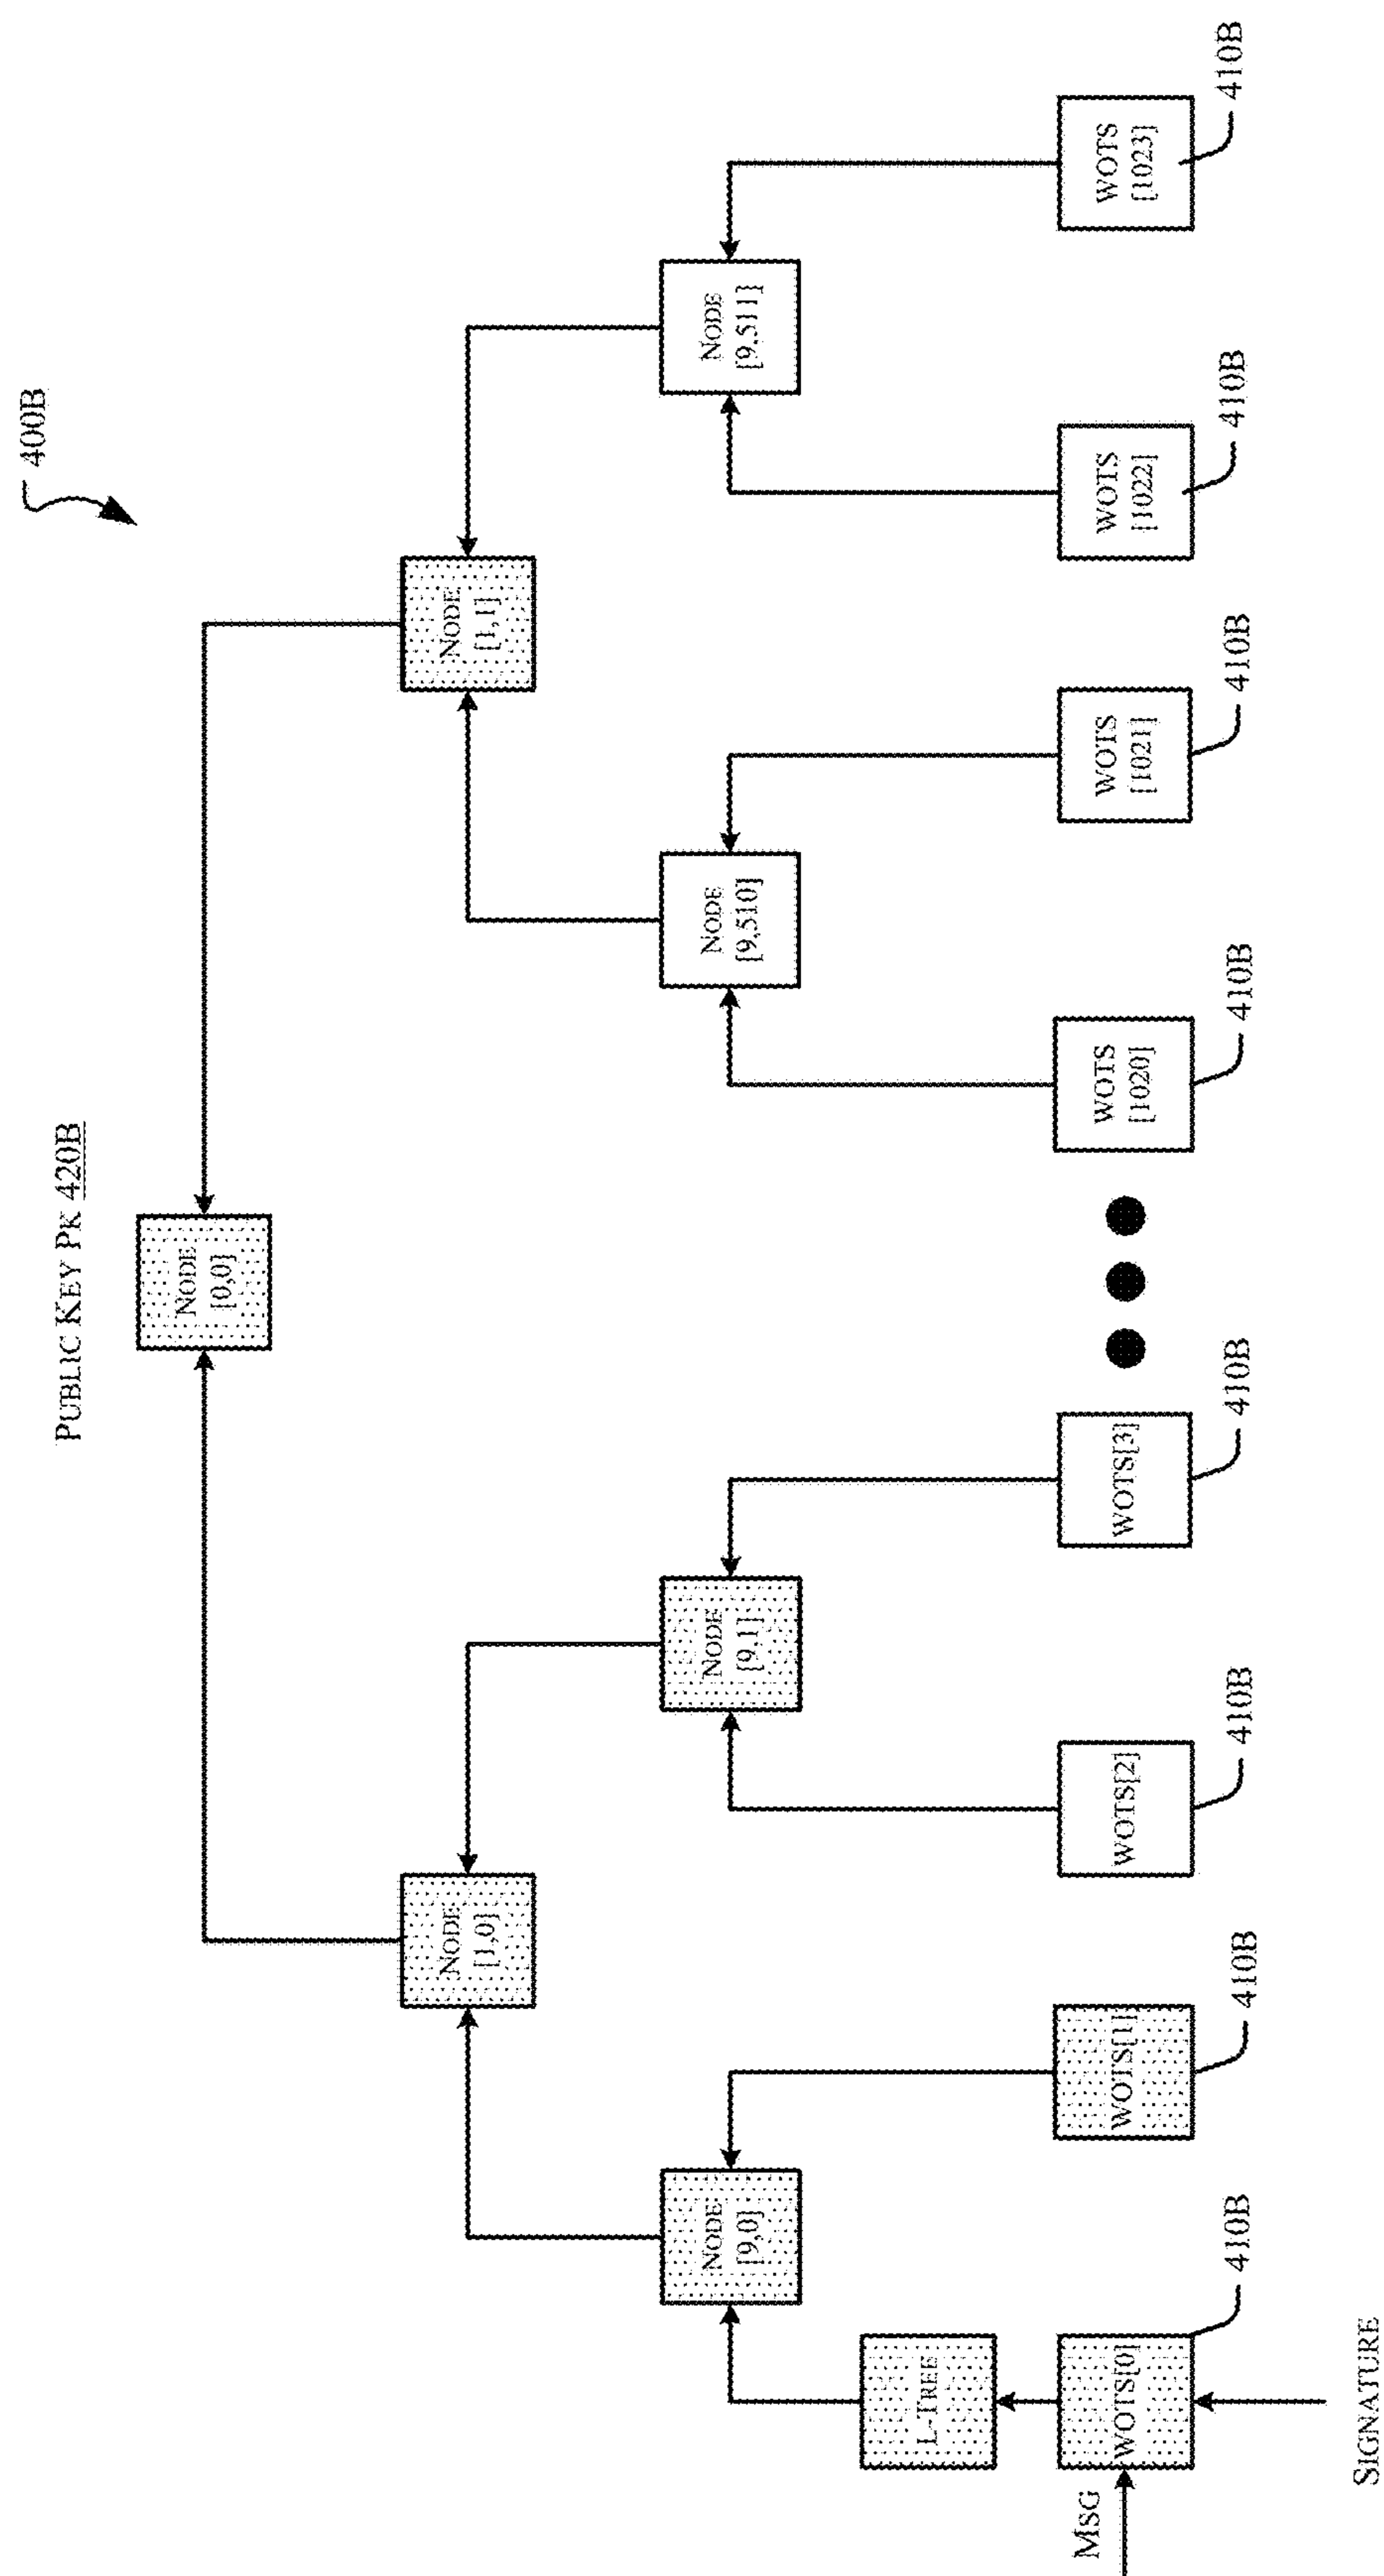 400B
PUBLIC KEY PK 420B
NODE
[0,0]
NODE
[1,0]
NODE
[1,1]
NODE
[9,0]
NODE
[9,1]
NODE
[9,510]
NODE
[9,511]
L-TREE
MSG
WOTS[0]
WOTS[1]
WOTS[2]
WOTS[3]
WOTS
[1020]
WOTS
[1021]
WOTS
[1022]
WOTS
[1023]
410B
410B
410B
410B
410B
410B
410B
410B
SIGNATURE